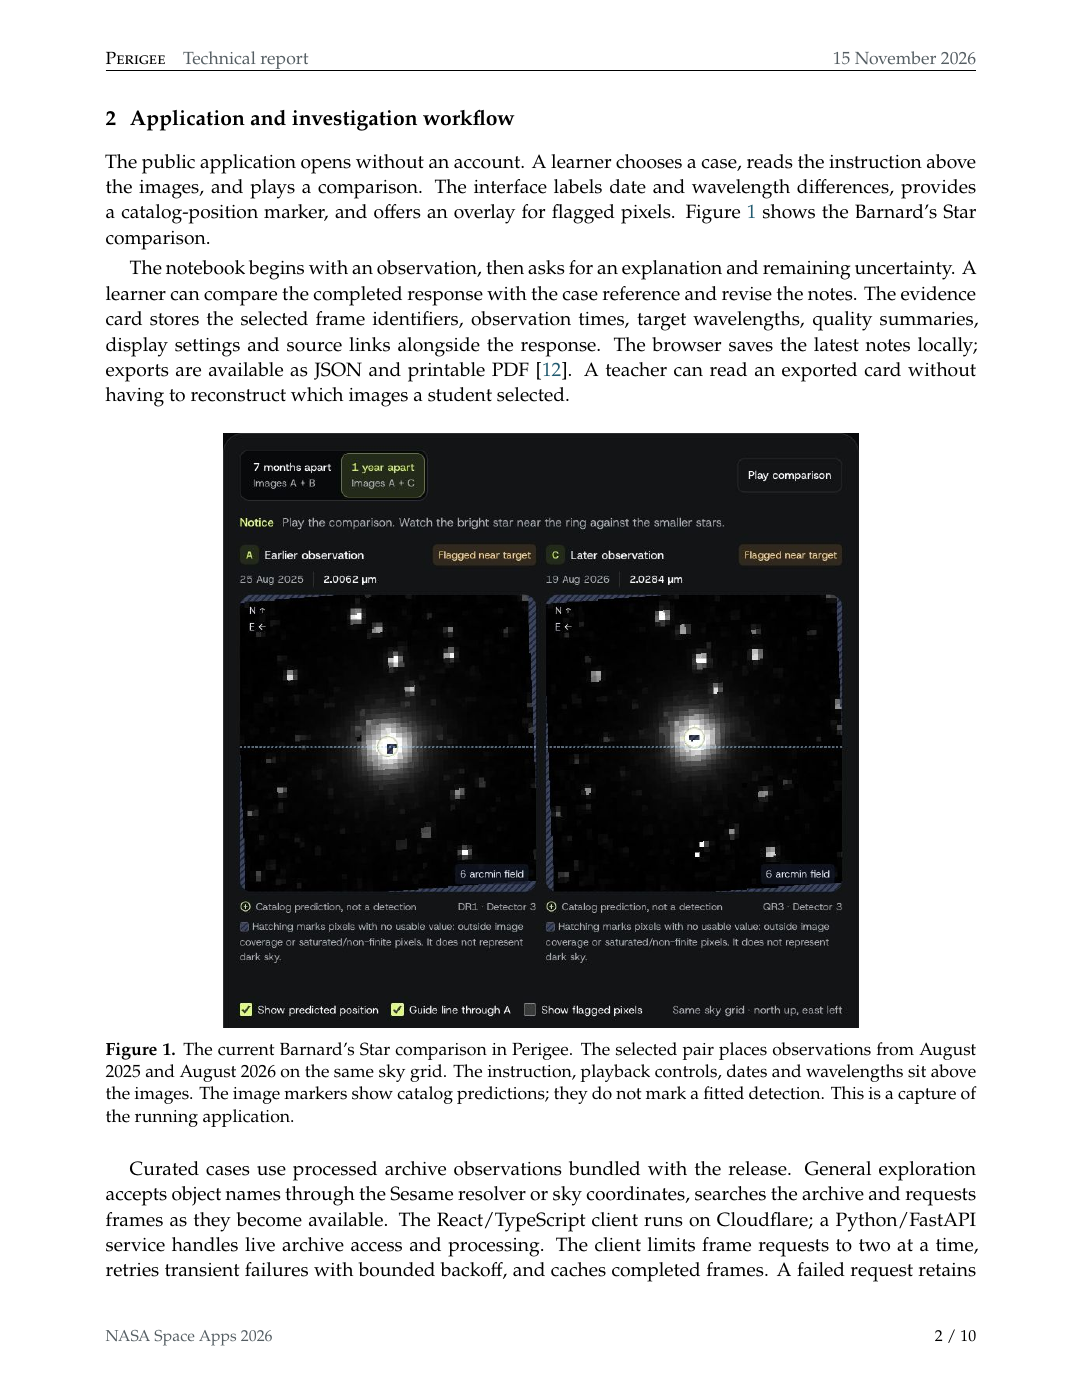 PERIGEE Technical report 15 November 2026
2 Application and investigation workflow
The public application opens without an account. A learner chooses a case, reads the instruction above
the images, and plays a comparison. The interface labels date and wavelength differences, provides
a catalog-position marker, and offers an overlay for flagged pixels. Figure 1 shows the Barnard's Star
comparison.
The notebook begins with an observation, then asks for an explanation and remaining uncertainty. A
learner can compare the completed response with the case reference and revise the notes. The evidence
card stores the selected frame identifiers, observation times, target wavelengths, quality summaries,
display settings and source links alongside the response. The browser saves the latest notes locally;
exports are available as JSON and printable PDF [12]. A teacher can read an exported card without
having to reconstruct which images a student selected.
7 months apart
Images A + B
1 year apart
Images A + C
Play comparison
Notice Play the comparison. Watch the bright star near the ring against the smaller stars.
A Earlier observation Flagged near target
25 Aug 2025 2.0062 μm
N ↑
E ←
6 arcmin field
Catalog prediction, not a detection DR1 · Detector 3
Hatching marks pixels with no usable value: outside image
coverage or saturated/non-finite pixels. It does not represent
dark sky.
C Later observation Flagged near target
19 Aug 2026 2.0284 μm
N ↑
E ←
6 arcmin field
Catalog prediction, not a detection QR3 · Detector 3
Hatching marks pixels with no usable value: outside image
coverage or saturated/non-finite pixels. It does not represent
dark sky.
Show predicted position Guide line through A Show flagged pixels Same sky grid · north up, east left
Figure 1. The current Barnard's Star comparison in Perigee. The selected pair places observations from August
2025 and August 2026 on the same sky grid. The instruction, playback controls, dates and wavelengths sit above
the images. The image markers show catalog predictions; they do not mark a fitted detection. This is a capture of
the running application.
Curated cases use processed archive observations bundled with the release. General exploration
accepts object names through the Sesame resolver or sky coordinates, searches the archive and requests
frames as they become available. The React/TypeScript client runs on Cloudflare; a Python/FastAPI
service handles live archive access and processing. The client limits frame requests to two at a time,
retries transient failures with bounded backoff, and caches completed frames. A failed request retains
NASA Space Apps 2026 2 / 10